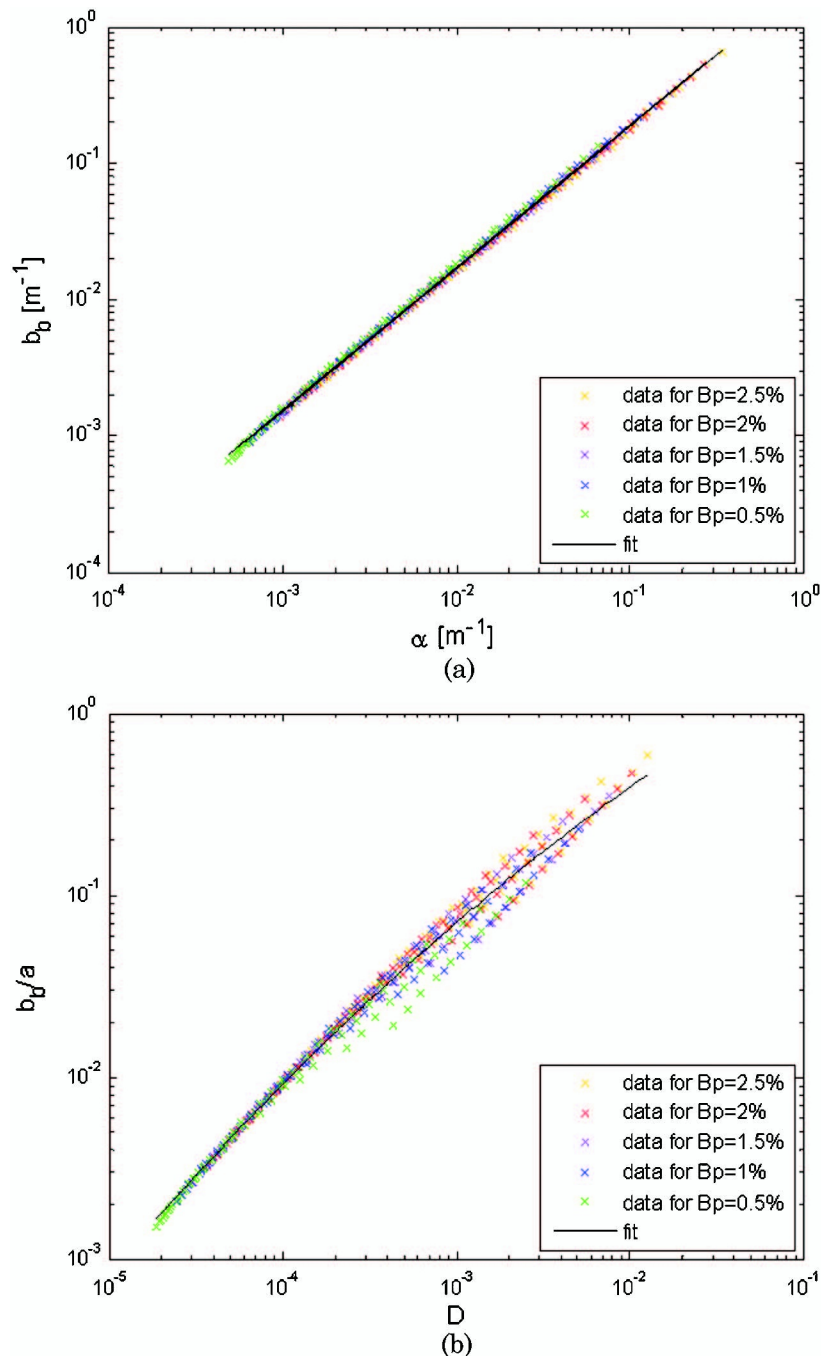 10^0
10^-1
b_b [m^-1]
10^-2
10^-3
10^-4
data for Bp=2.5%
data for Bp=2%
data for Bp=1.5%
data for Bp=1%
data for Bp=0.5%
fit
10^-4 10^-3 10^-2 10^-1 10^0
α [m^-1]
(a)
10^0
10^-1
b_b/a
10^-2
10^-3
data for Bp=2.5%
data for Bp=2%
data for Bp=1.5%
data for Bp=1%
data for Bp=0.5%
fit
10^-5 10^-4 10^-3 10^-2 10^-1
D
(b)